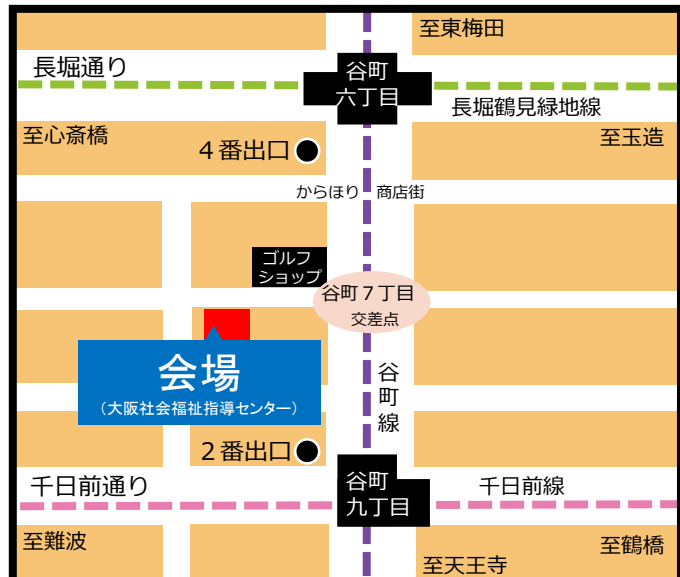 至東梅田
長堀通り
谷町
六丁目
長堀鶴見緑地線
至心斎橋
至玉造
4番出口
からほり 商店街
ゴルフ
ショップ
谷町7丁目
交差点
会場
(大阪社会福祉指導センター)
谷町線
2番出口
千日前通り
谷町
九丁目
千日前線
至難波
至鶴橋
至天王寺